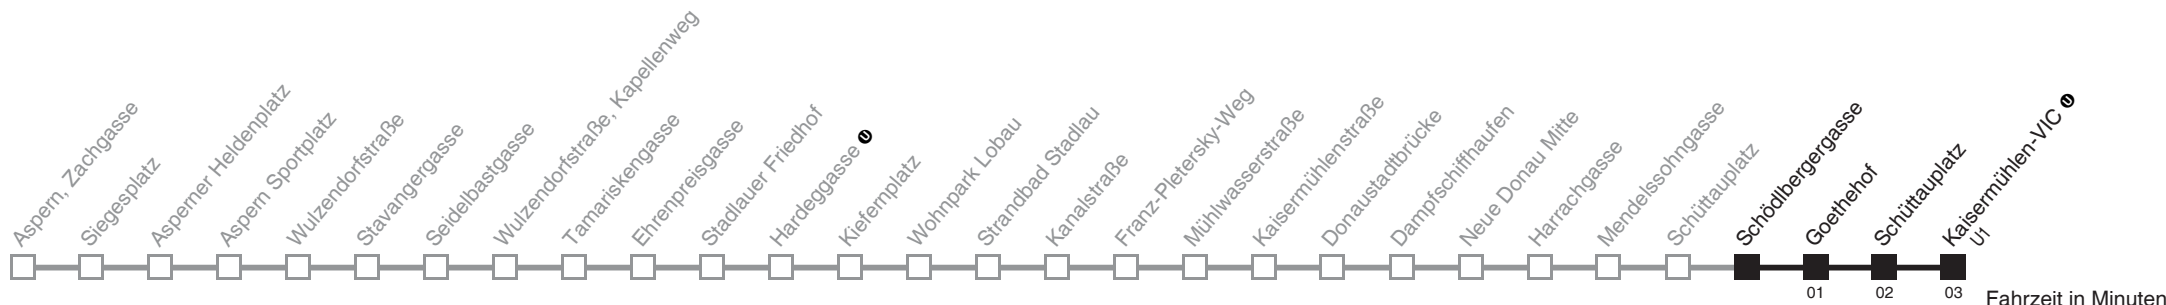 Aspern, Zachgasse
Siegesplatz
Asperner Heldenplatz
Aspern Sportplatz
Wulzendorfstraße
Stavangergasse
Seidelbastgasse
Wulzendorfstraße, Kapellenweg
Tamariskengasse
Ehrenpreisgasse
Stadlauer Friedhof
Hardeggasse U
Kiefernplatz
Wohnpark Lobau
Strandbad Stadlau
Kanalstraße
Franz-Pletersky-Weg
Mühlwasserstraße
Kaisermühlenstraße
Donaustadtbrücke
Dampfschiffhaufen
Neue Donau Mitte
Harrachgasse
Mendelssohngasse
Schüttauplatz
Schödlbergergasse
Goethehof
Schüttauplatz
Kaisermühlen-VIC U
U1
01 02 03 Fahrzeit in Minuten